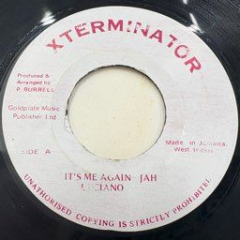 XTERMINATOR
Produced &
Arranged by
P. BURRELL
Goldplate Music
Publisher Ltd
Made in Jamaica,
West Indies
SIDE A
IT'S ME AGAIN JAH
LUCIANO
UNAUTHORISED COPYING IS STRICTLY PROHIBITED